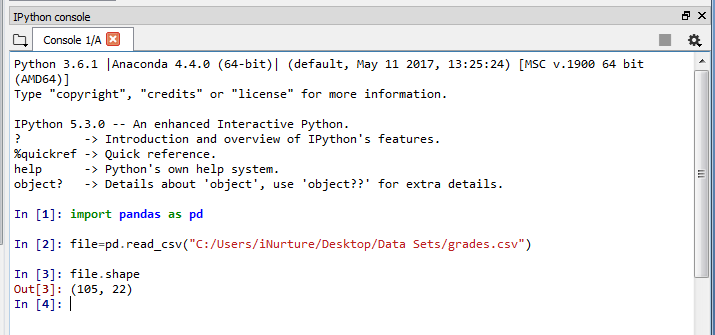 IPython console
Console 1/A
Python 3.6.1 |Anaconda 4.4.0 (64-bit)| (default, May 11 2017, 13:25:24) [MSC v.1900 64 bit
(AMD64)]
Type "copyright", "credits" or "license" for more information.
IPython 5.3.0 -- An enhanced Interactive Python.
?         -> Introduction and overview of IPython's features.
%quickref -> Quick reference.
help      -> Python's own help system.
object?   -> Details about 'object', use 'object??' for extra details.
In [1]: import pandas as pd
In [2]: file=pd.read_csv("C:/Users/iNurture/Desktop/Data Sets/grades.csv")
In [3]: file.shape
Out[3]: (105, 22)
In [4]: